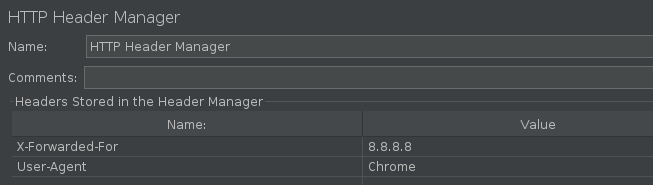 HTTP Header Manager
Name: HTTP Header Manager
Comments:
Headers Stored in the Header Manager
Name: Value
X-Forwarded-For 8.8.8.8
User-Agent Chrome